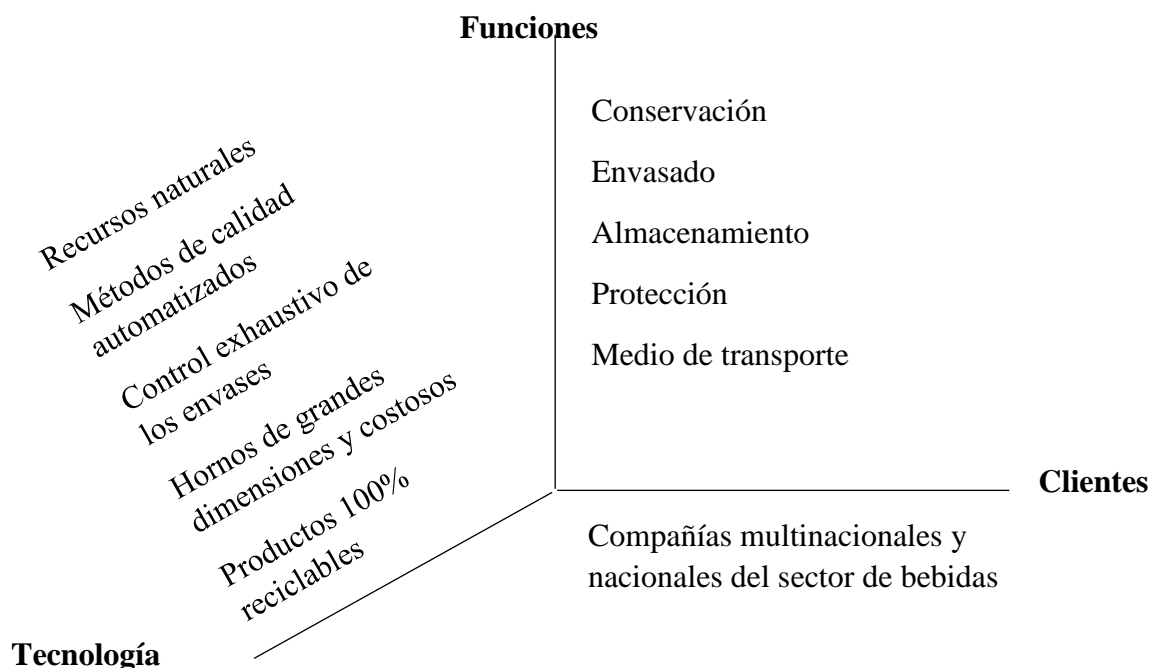 Funciones
Conservación
Envasado
Almacenamiento
Protección
Medio de transporte
Recursos naturales
Métodos de calidad
automatizados
Control exhaustivo de
los envases
Hornos de grandes
dimensiones y costosos
Productos 100%
reciclables
Clientes
Compañías multinacionales y
nacionales del sector de bebidas
Tecnología